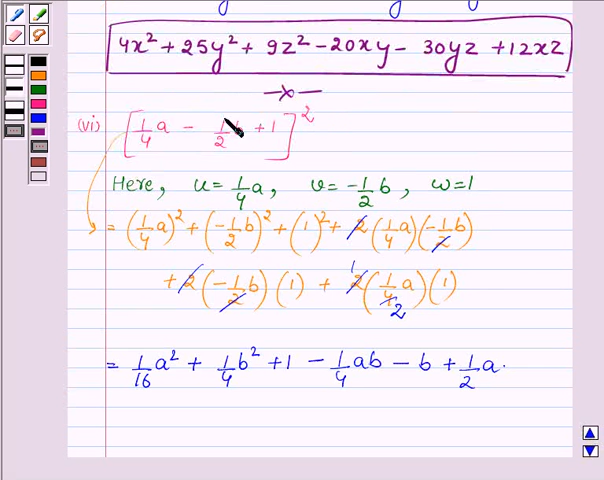 4x² + 25y² + 9z² - 20xy - 30yz + 12xz
—x—
(vi) [1/4 a - 1/2 b + 1]²
Here, u = 1/4 a, v = -1/2 b, w = 1
= (1/4 a)² + (-1/2 b)² + (1)² + 2(1/4 a)(-1/2 b)
+ 2(-1/2 b)(1) + 1 2(1/4 2 a)(1)
= 1/16 a² + 1/4 b² + 1 - 1/4 ab - b + 1/2 a.